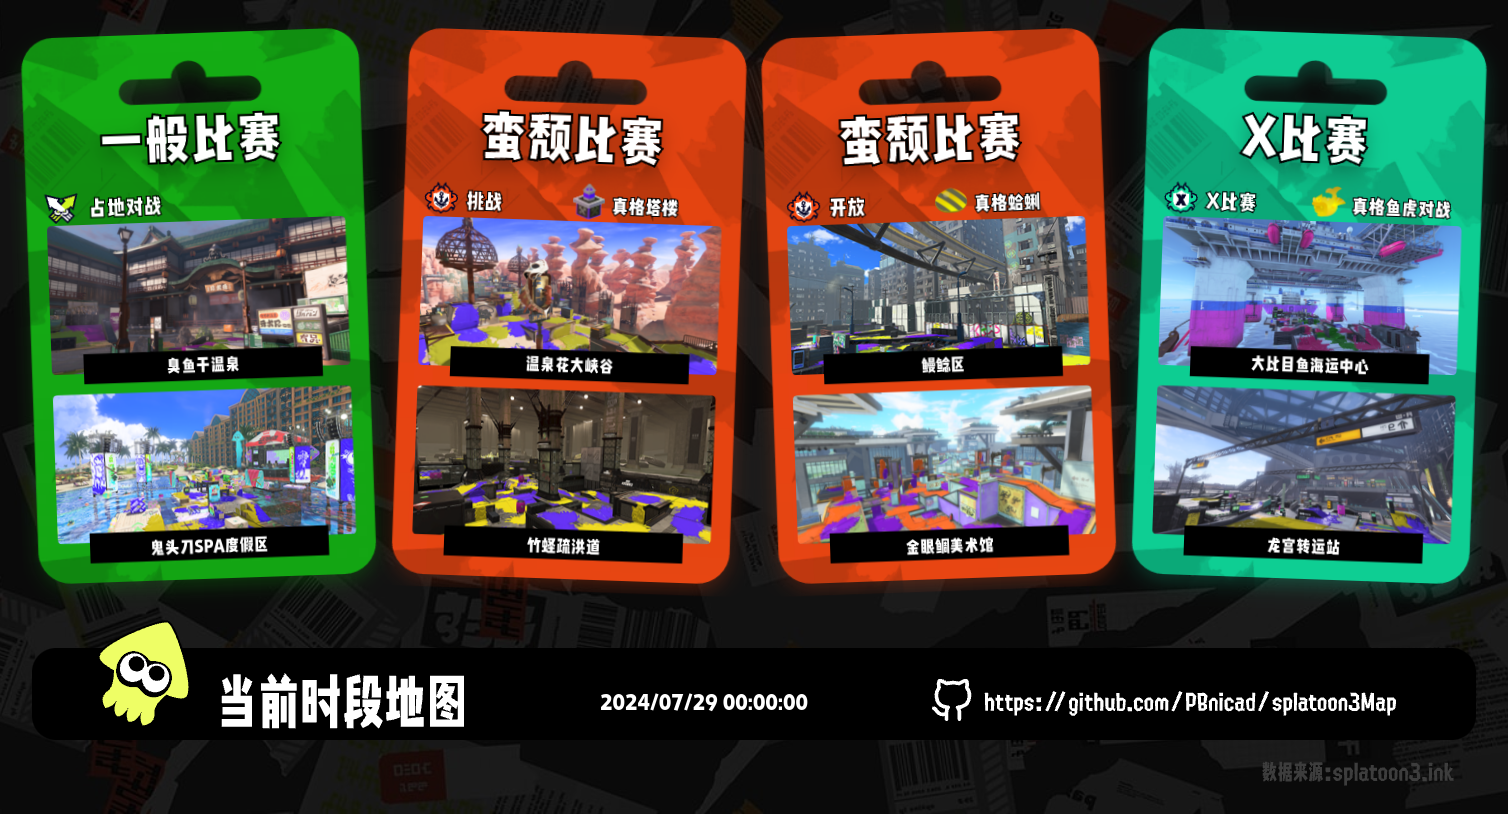 一般比赛
占地对战
臭鱼干温泉
鬼头刀SPA度假区
蛮颓比赛
挑战
真格塔楼
温泉花大峡谷
竹蛏疏洪道
蛮颓比赛
开放
真格蛤蜊
鳗鲶区
金眼鲷美术馆
X比赛
X比赛
真格鱼虎对战
大比目鱼海运中心
龙宫转运站
当前时段地图
2024/07/29 00:00:00
https://github.com/PBnicad/splatoon3Map
数据来源:splatoon3.ink